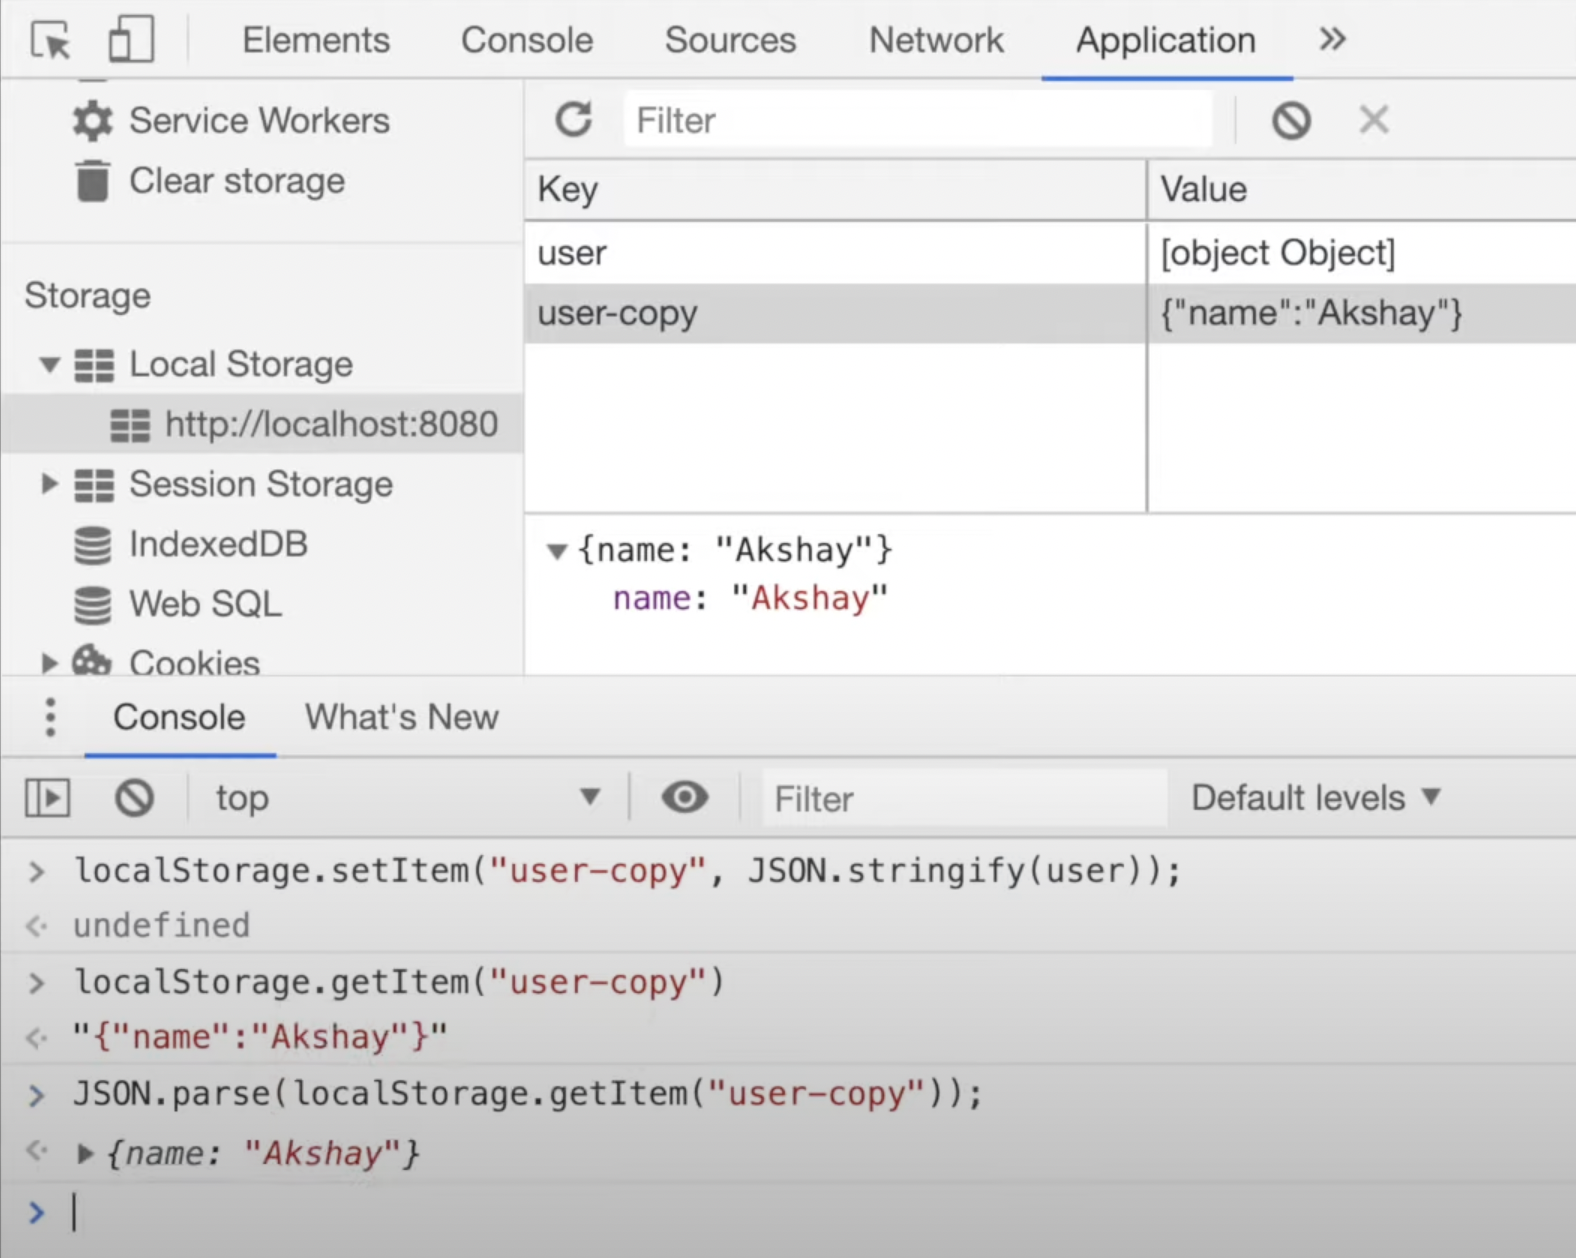 Elements Console Sources Network Application
Service Workers
Clear storage
Storage
Local Storage
http://localhost:8080
Session Storage
IndexedDB
Web SQL
Cookies
Filter
Key Value
user [object Object]
user-copy {"name":"Akshay"}
{name: "Akshay"}
name: "Akshay"
Console What's New
top Filter Default levels
> localStorage.setItem("user-copy", JSON.stringify(user));
undefined
> localStorage.getItem("user-copy")
"{"name":"Akshay"}"
> JSON.parse(localStorage.getItem("user-copy"));
{name: "Akshay"}
>